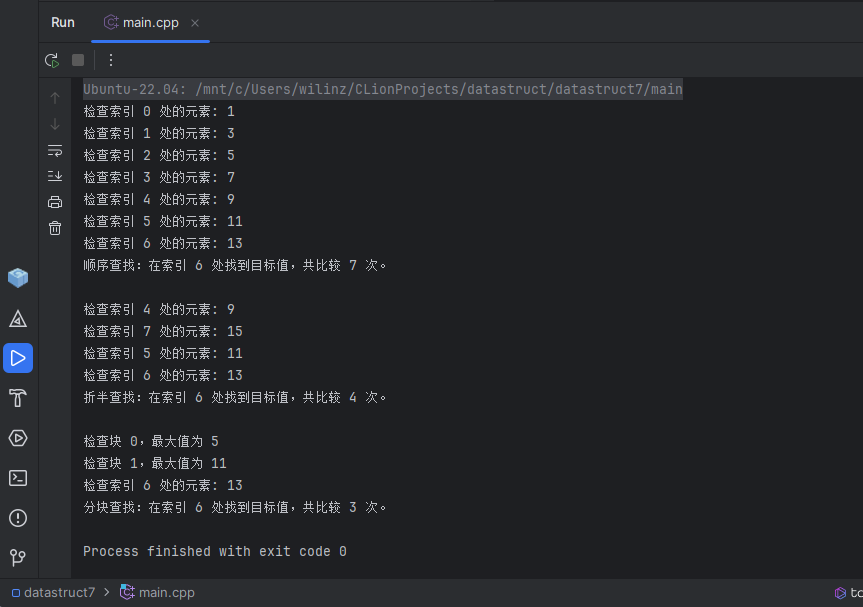 Run main.cpp
Ubuntu-22.04: /mnt/c/Users/wilinz/CLionProjects/datastruct/datastruct7/main
检查索引 0 处的元素: 1
检查索引 1 处的元素: 3
检查索引 2 处的元素: 5
检查索引 3 处的元素: 7
检查索引 4 处的元素: 9
检查索引 5 处的元素: 11
检查索引 6 处的元素: 13
顺序查找: 在索引 6 处找到目标值，共比较 7 次。
检查索引 4 处的元素: 9
检查索引 7 处的元素: 15
检查索引 5 处的元素: 11
检查索引 6 处的元素: 13
折半查找: 在索引 6 处找到目标值，共比较 4 次。
检查块 0，最大值为 5
检查块 1，最大值为 11
检查索引 6 处的元素: 13
分块查找: 在索引 6 处找到目标值，共比较 3 次。
Process finished with exit code 0
datastruct7 > main.cpp